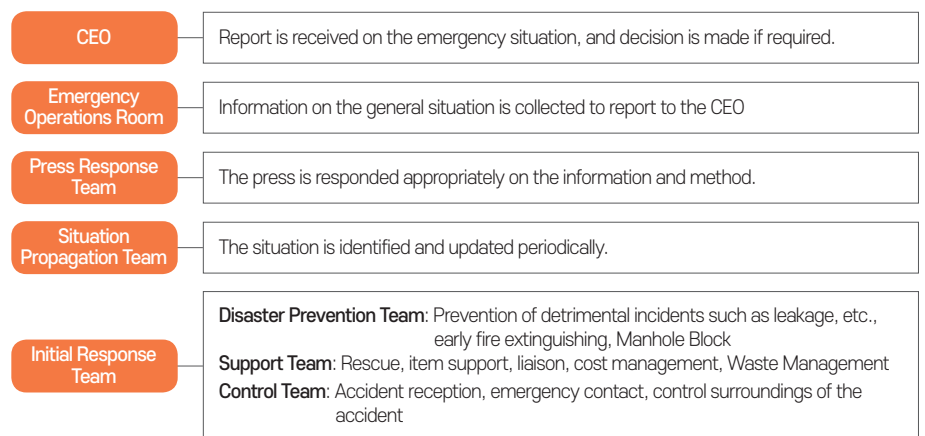 CEO
Report is received on the emergency situation, and decision is made if required.
Emergency
Operations Room
Information on the general situation is collected to report to the CEO
Press Response
Team
The press is responded appropriately on the information and method.
Situation
Propagation Team
The situation is identified and updated periodically.
Initial Response
Team
Disaster Prevention Team: Prevention of detrimental incidents such as leakage, etc.,
early fire extinguishing, Manhole Block
Support Team: Rescue, item support, liaison, cost management, Waste Management
Control Team: Accident reception, emergency contact, control surroundings of the
accident